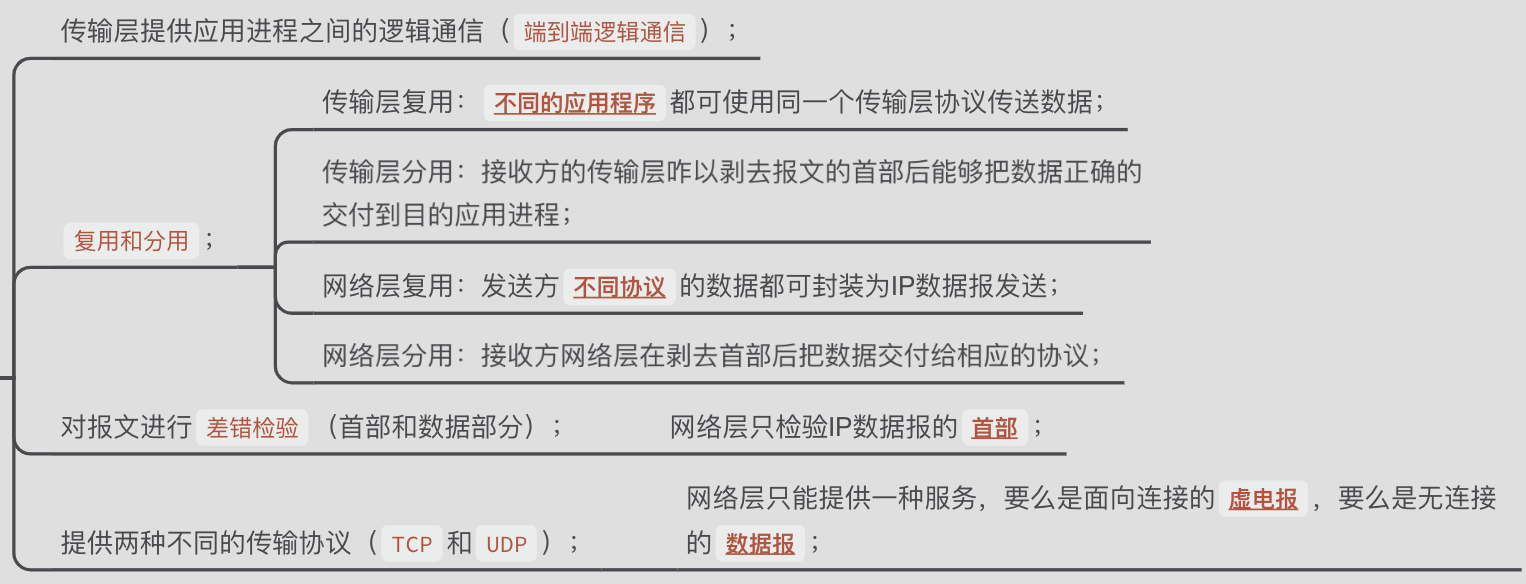 传输层提供应用进程之间的逻辑通信（端到端逻辑通信）；
传输层复用：不同的应用程序都可使用同一个传输层协议传送数据；
传输层分用：接收方的传输层咋以剥去报文的首部后能够把数据正确的
交付到目的应用进程；
复用和分用；
网络层复用：发送方不同协议的数据都可封装为IP数据报发送；
网络层分用：接收方网络层在剥去首部后把数据交付给相应的协议；
对报文进行差错检验（首部和数据部分）；
网络层只检验IP数据报的首部；
网络层只能提供一种服务，要么是面向连接的虚电报，要么是无连接
的数据报；
提供两种不同的传输协议（TCP和UDP）；